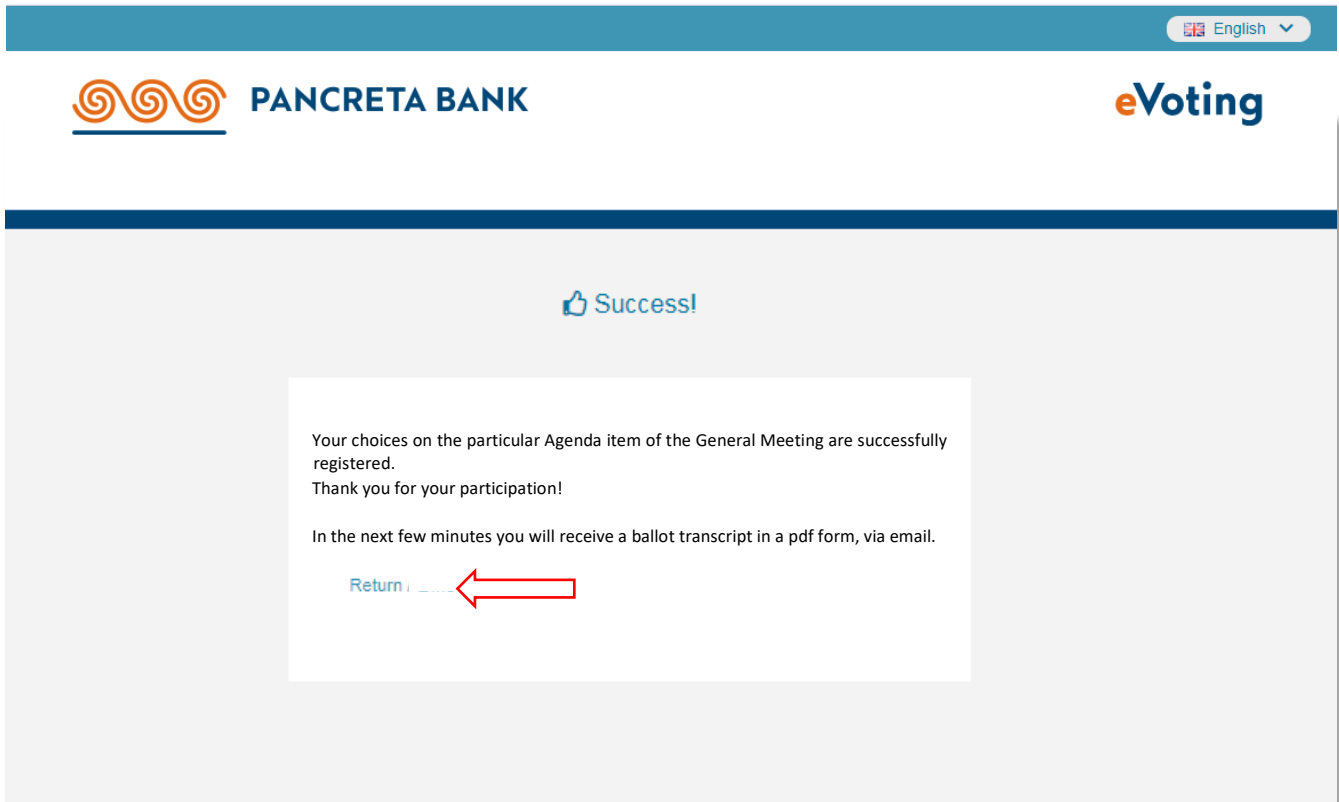 English
PANCRETA BANK
eVoting
Success!
Your choices on the particular Agenda item of the General Meeting are successfully
registered.
Thank you for your participation!
In the next few minutes you will receive a ballot transcript in a pdf form, via email.
Return